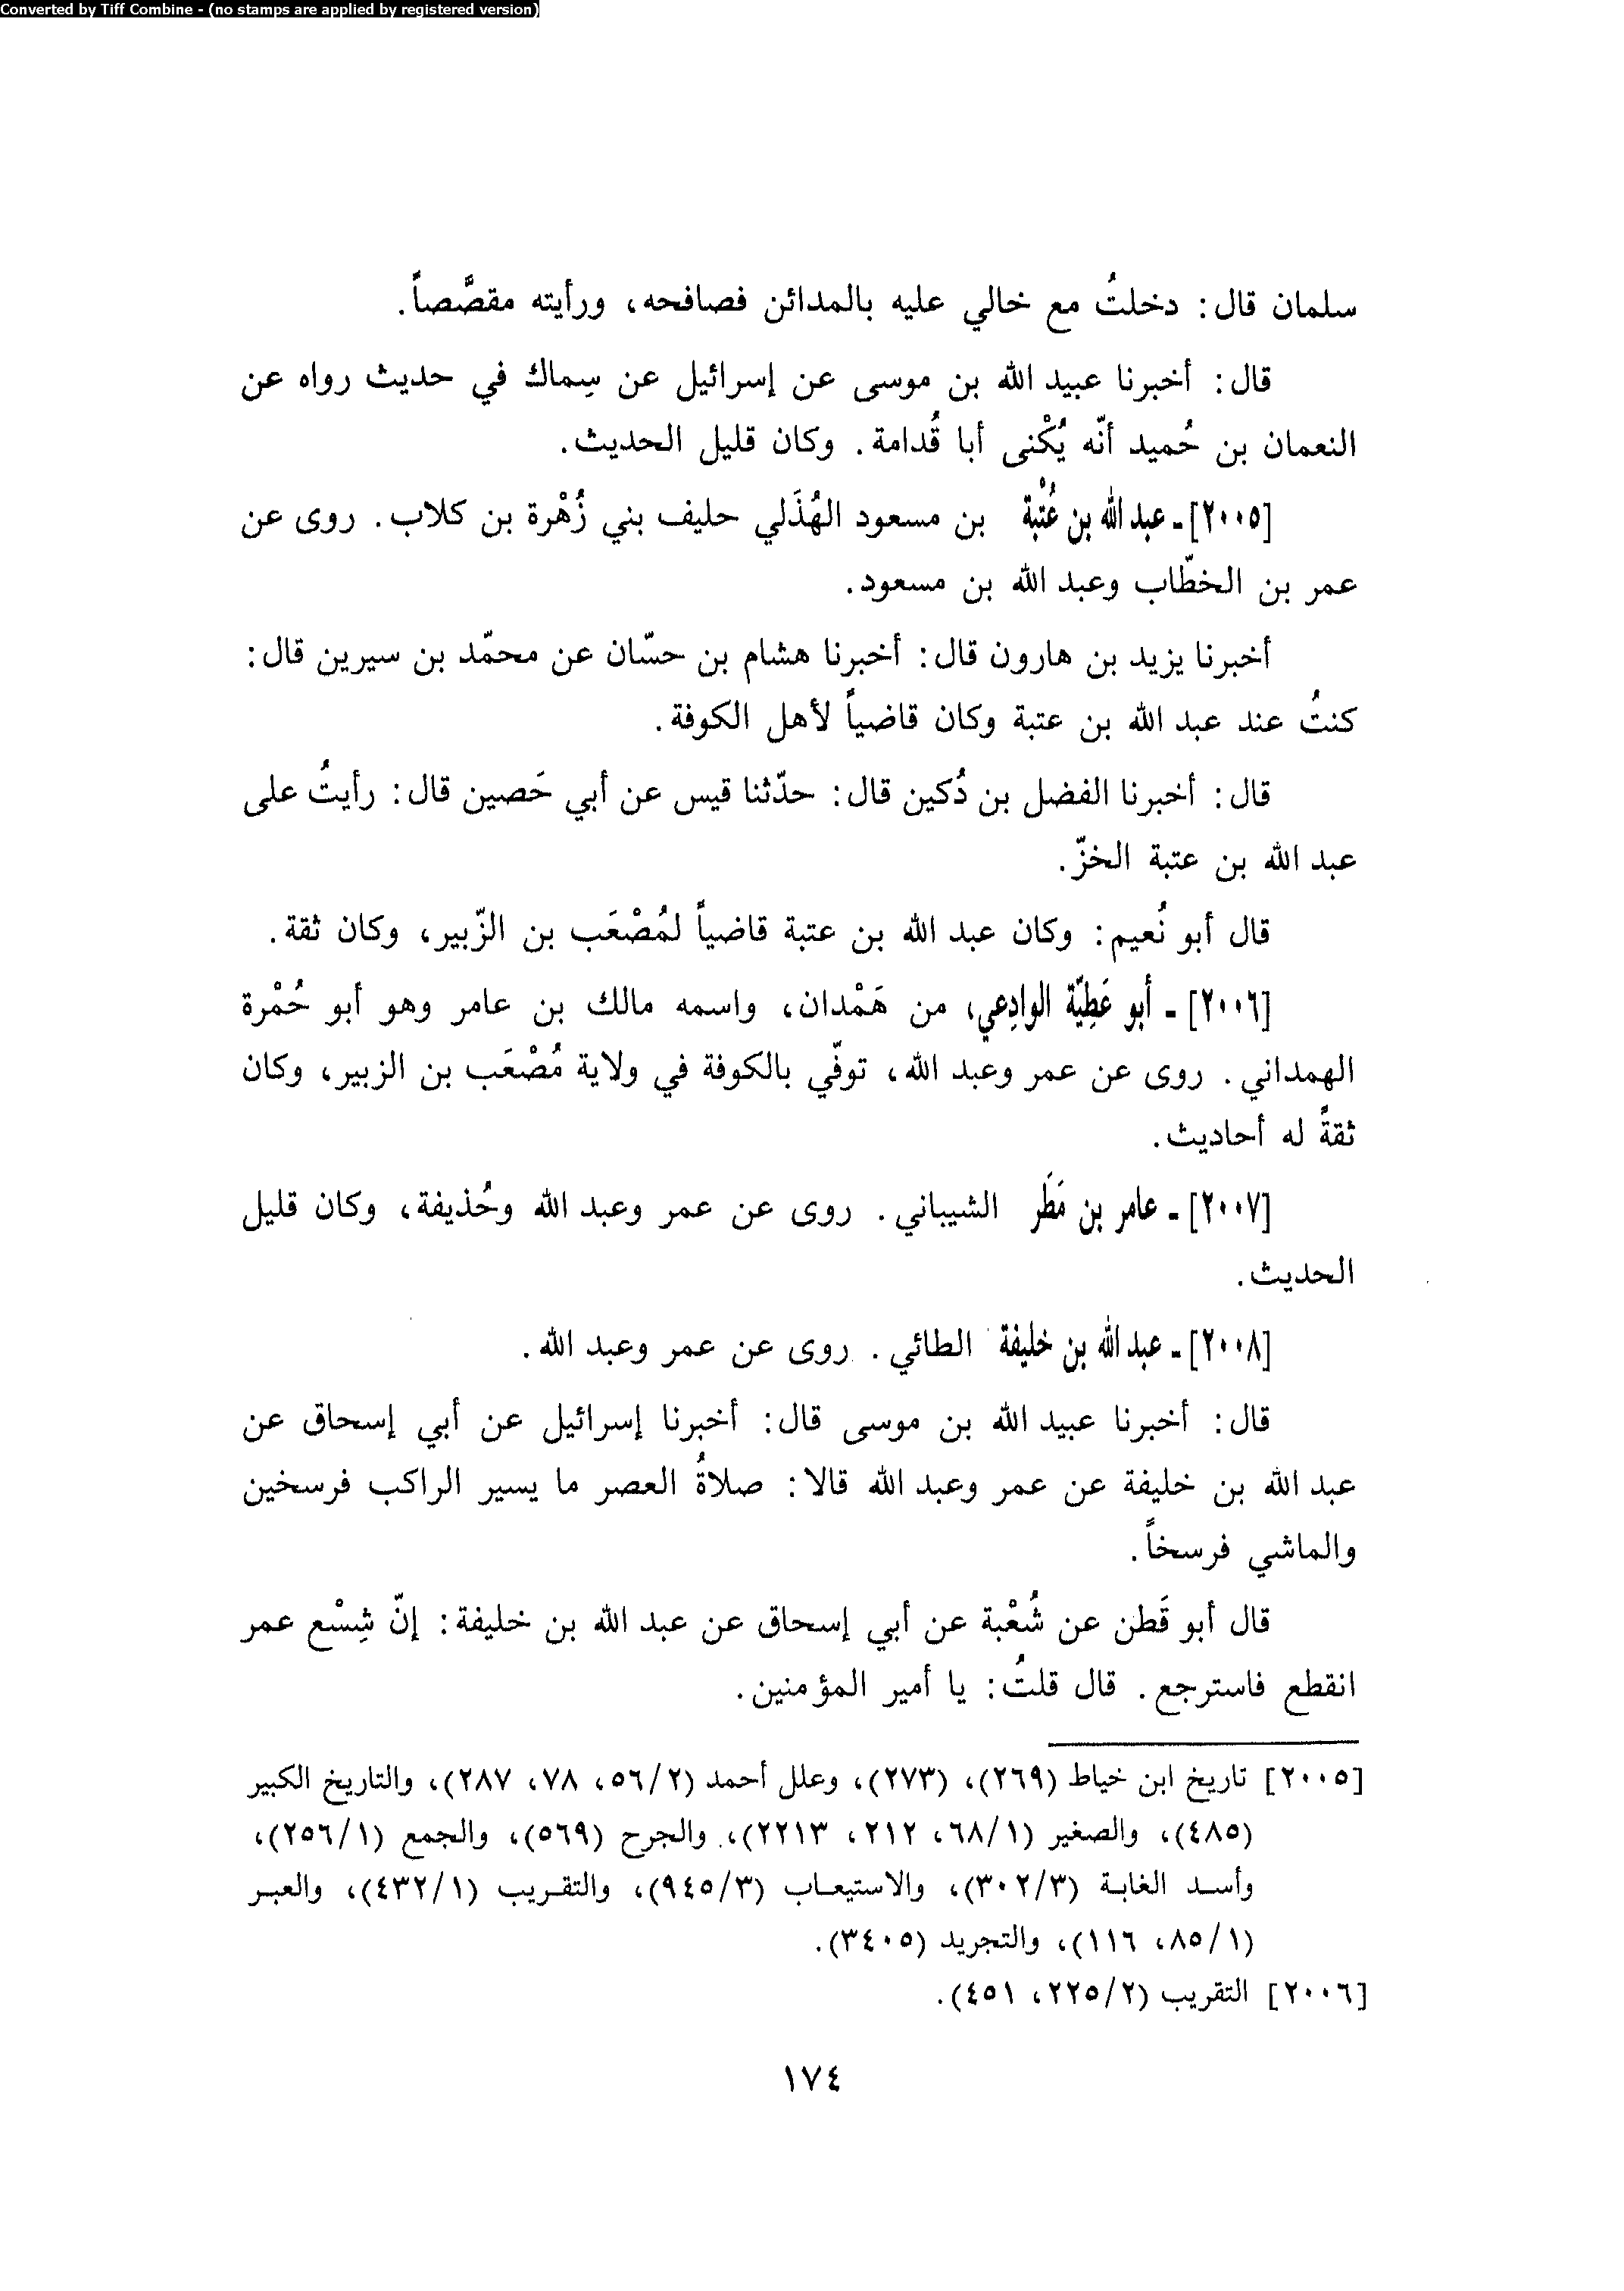 Converted by Tiff Combine - (no stamps are applied by registered version)
سلمان قال: دخلتُ مع خالي عليه بالمدائن فصافحه، ورأيته مقصَّصاً.
قال: أخبرنا عبيد الله بن موسى عن إسرائيل عن سِماك في حديث رواه عن
النعمان بن حُميد أنّه يُكْنى أبا قُدامة. وكان قليل الحديث.
[٢٠٠٥] ـ عبد الله بن عُتْبة بن مسعود الهُذَلي حليف بني زُهْرة بن كلاب. روى عن
عمر بن الخطّاب وعبد الله بن مسعود.
أخبرنا يزيد بن هارون قال: أخبرنا هشام بن حسّان عن محمّد بن سيرين قال:
كنتُ عند عبد الله بن عتبة وكان قاضياً لأهل الكوفة.
قال: أخبرنا الفضل بن دُكين قال: حدّثنا قيس عن أبي حَصين قال: رأيتُ على
عبد الله بن عتبة الخزّ.
قال أبو نُعيم: وكان عبد الله بن عتبة قاضياً لمُصْعَب بن الزّبير، وكان ثقة.
[٢٠٠٦] ـ أبو عَطِيّة الوادِعي، من هَمْدان، واسمه مالك بن عامر وهو أبو حُمْرة
الهمداني. روى عن عمر وعبد الله، توفّي بالكوفة في ولاية مُصْعَب بن الزبير، وكان
ثقةً له أحاديث.
[٢٠٠٧] ـ عامر بن مَطَر الشيباني. روى عن عمر وعبد الله وحُذيفة، وكان قليل
الحديث.
[٢٠٠٨] ـ عبد الله بن خليفة الطائي. روى عن عمر وعبد الله.
قال: أخبرنا عبيد الله بن موسى قال: أخبرنا إسرائيل عن أبي إسحاق عن
عبد الله بن خليفة عن عمر وعبد الله قالا: صلاةُ العصر ما يسير الراكب فرسخين
والماشي فرسخاً.
قال أبو قَطن عن شُعْبة عن أبي إسحاق عن عبد الله بن خليفة: إنّ شِسْع عمر
انقطع فاسترجع. قال قلتُ: يا أمير المؤمنين.
[٢٠٠٥] تاريخ ابن خياط (٢٦٩)، (٢٧٣)، وعلل أحمد (٥٦/٢، ٧٨، ٢٨٧)، والتاريخ الكبير
(٤٨٥)، والصغير (٦٨/١، ٢١٢، ٢٢١٣)، والجرح (٥٦٩)، والجمع (٢٥٦/١)،
وأسد الغابة (٣٠٢/٣)، والاستيعاب (٩٤٥/٣)، والتقريب (٤٣٢/١)، والعبر
(٨٥/١، ١١٦)، والتجريد (٣٤٠٥).
[٢٠٠٦] التقريب (٢٢٥/٢، ٤٥١).
١٧٤